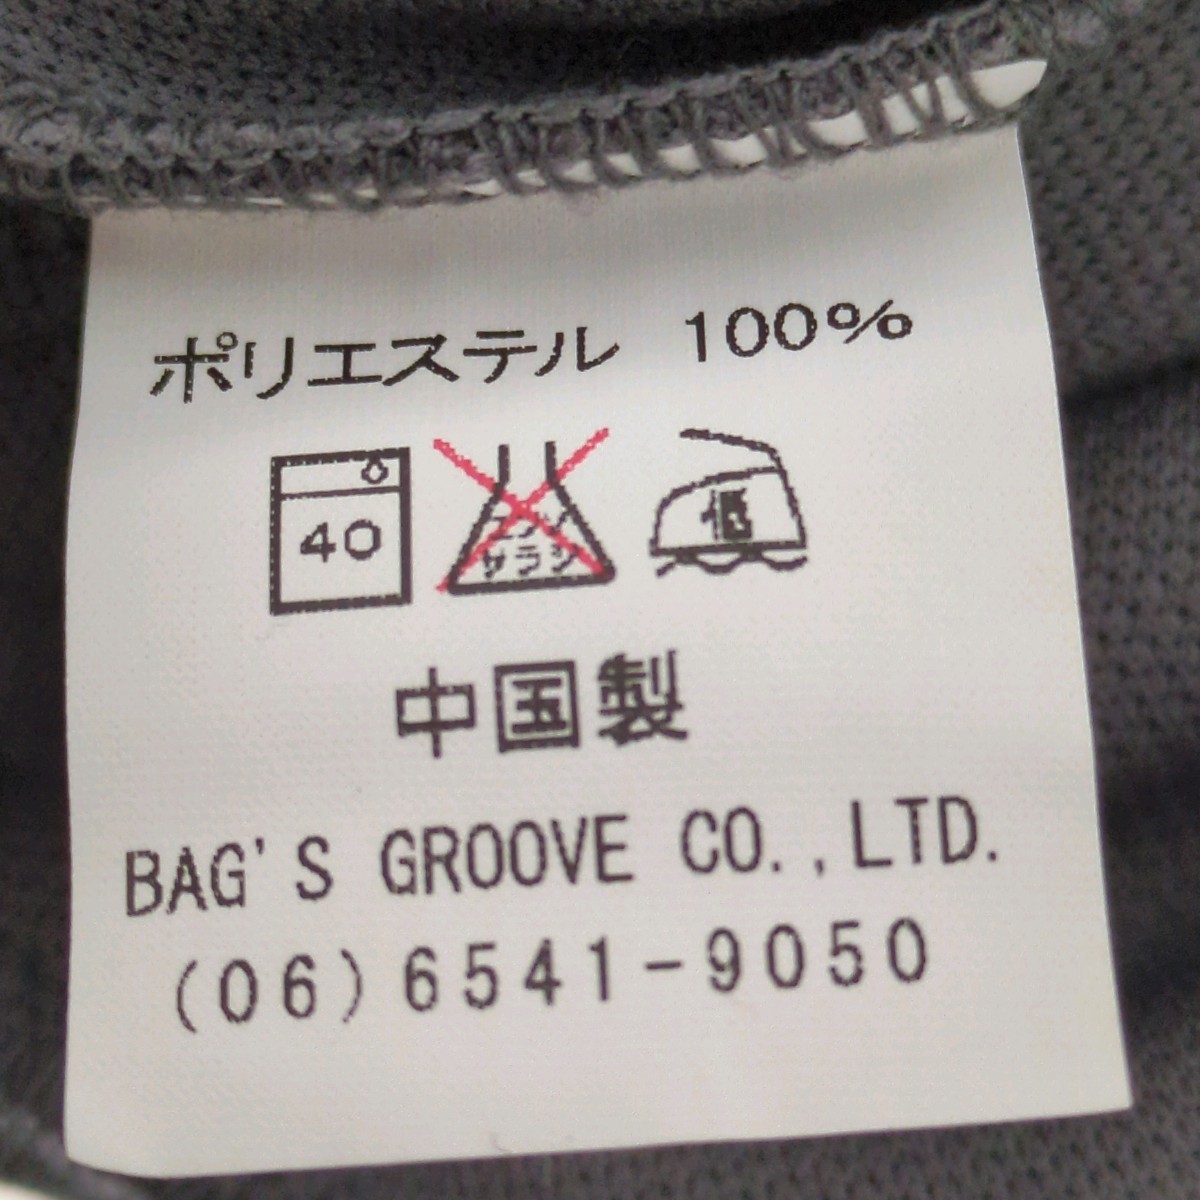 ポリエステル 100%
40 エンソ サラシ 低
中国製
BAG'S GROOVE CO.,LTD.
(06)6541-9050